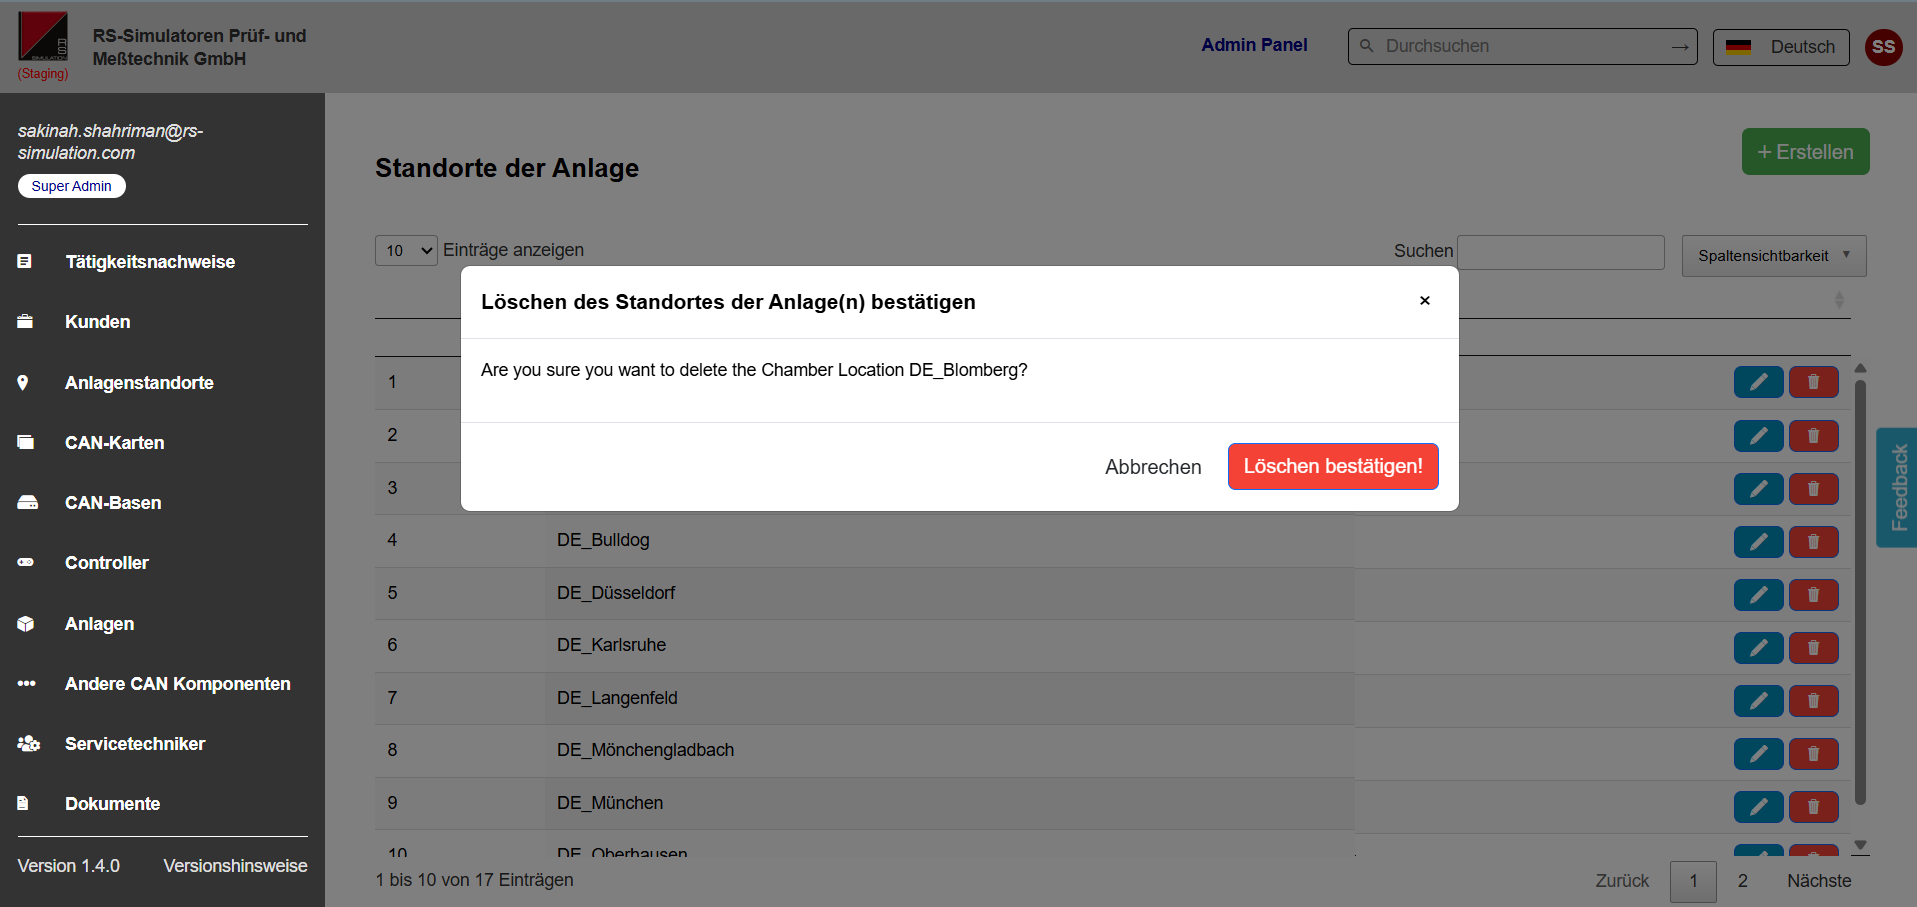 RS-Simulatoren Prüf- und
Meßtechnik GmbH
RS
SIMULATION
(Staging)
Admin Panel
Durchsuchen
Deutsch
SS
sakinah.shahriman@rs-
simulation.com
Super Admin
Tätigkeitsnachweise
Kunden
Anlagenstandorte
CAN-Karten
CAN-Basen
Controller
Anlagen
Andere CAN Komponenten
Servicetechniker
Dokumente
Version 1.4.0 Versionshinweise
Standorte der Anlage
+ Erstellen
10 Einträge anzeigen
Suchen
Spaltensichtbarkeit
Löschen des Standortes der Anlage(n) bestätigen
×
Are you sure you want to delete the Chamber Location DE_Blomberg?
Abbrechen
Löschen bestätigen!
1
2
3
4 DE_Bulldog
5 DE_Düsseldorf
6 DE_Karlsruhe
7 DE_Langenfeld
8 DE_Mönchengladbach
9 DE_München
10 DE_Oberhausen
1 bis 10 von 17 Einträgen
Zurück 1 2 Nächste
Feedback